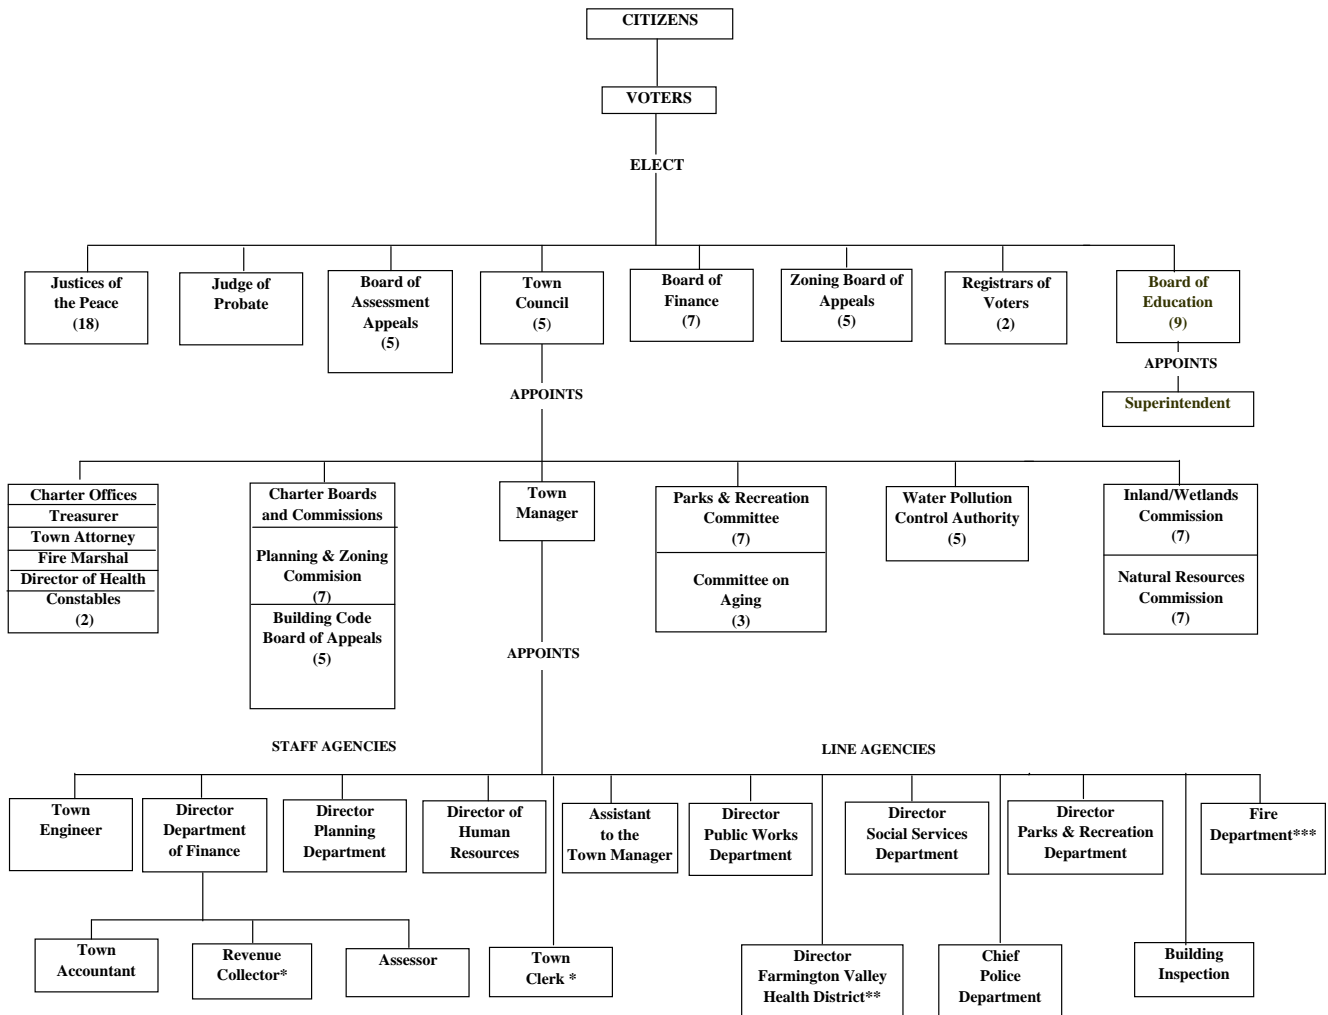 CITIZENS
VOTERS
ELECT
Justices of
the Peace
(18)
Judge of
Probate
Board of
Assessment
Appeals
(5)
Town
Council
(5)
Board of
Finance
(7)
Zoning Board of
Appeals
(5)
Registrars of
Voters
(2)
Board of
Education
(9)
APPOINTS
Superintendent
APPOINTS
Charter Offices
Treasurer
Town Attorney
Fire Marshal
Director of Health
Constables
(2)
Charter Boards
and Commissions
Planning & Zoning
Commision
(7)
Building Code
Board of Appeals
(5)
Town
Manager
Parks & Recreation
Committee
(7)
Committee on
Aging
(3)
Water Pollution
Control Authority
(5)
Inland/Wetlands
Commission
(7)
Natural Resources
Commission
(7)
APPOINTS
STAFF AGENCIES
LINE AGENCIES
Town
Engineer
Director
Department
of Finance
Director
Planning
Department
Director of
Human
Resources
Assistant
to the
Town Manager
Director
Public Works
Department
Director
Social Services
Department
Director
Parks & Recreation
Department
Fire
Department***
Town
Accountant
Revenue
Collector*
Assessor
Town
Clerk *
Director
Farmington Valley
Health District**
Chief
Police
Department
Building
Inspection